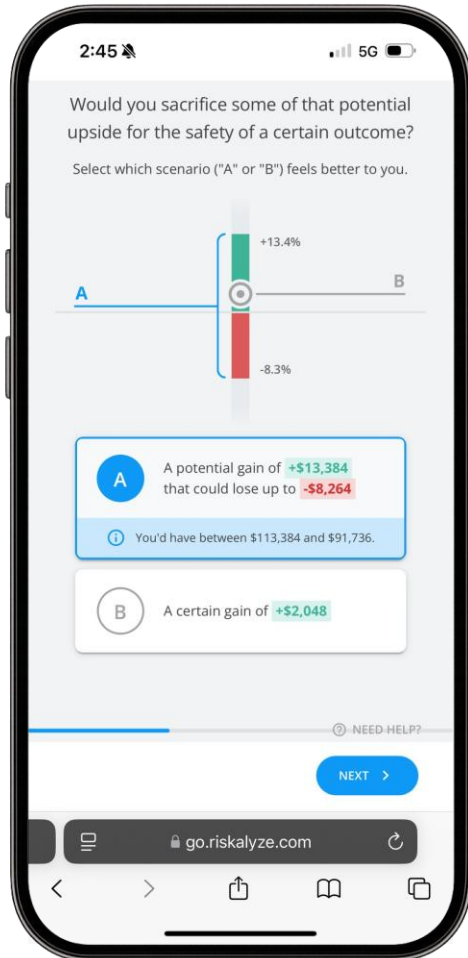 2:45
5G
Would you sacrifice some of that potential
upside for the safety of a certain outcome?
Select which scenario ("A" or "B") feels better to you.
+13.4%
A
B
-8.3%
A
A potential gain of +$13,384
that could lose up to -$8,264
You'd have between $113,384 and $91,736.
B
A certain gain of +$2,048
NEED HELP?
NEXT
go.riskalyze.com